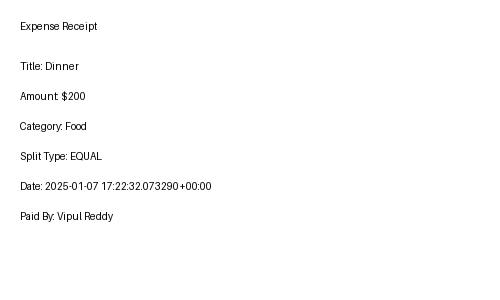 Expense Receipt
Title: Dinner
Amount: $200
Category: Food
Split Type: EQUAL
Date: 2025-01-07 17:22:32.073290+00:00
Paid By: Vipul Reddy